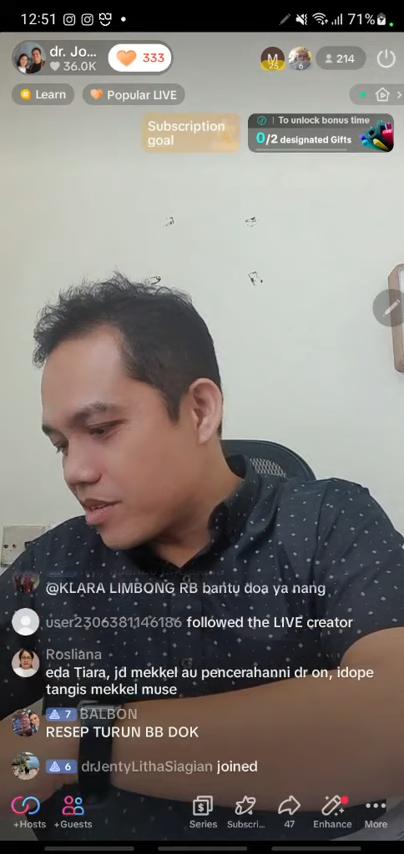 12:51
71%
dr. Jo...
36.0K
333
M
25
6
214
Learn
Popular LIVE
Subscription
goal
To unlock bonus time
0/2 designated Gifts
@KLARA LIMBONG RB bantu doa ya nang
user2306381146186 followed the LIVE creator
Rosliana
eda Tiara, jd mekkel au pencerahanni dr on, idope
tangis mekkel muse
7 BALBON
RESEP TURUN BB DOK
6 drJentyLithaSiagian joined
+Hosts
+Guests
Series
Subscri...
47
Enhance
More